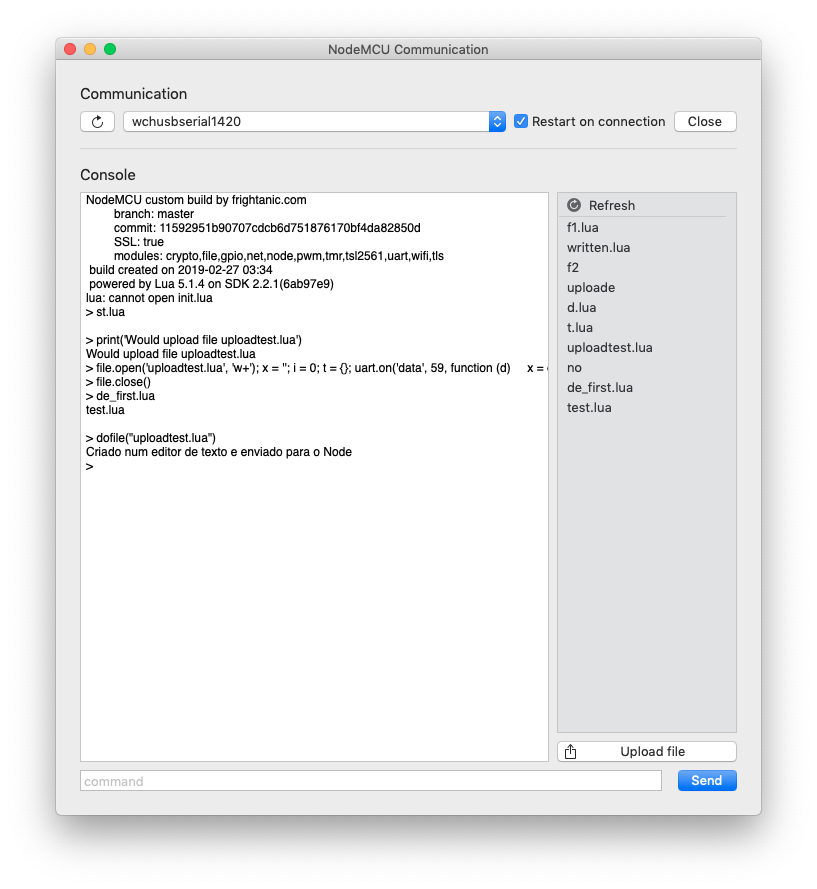 NodeMCU Communication
Communication
wchusbserial1420
Restart on connection
Close
Console
NodeMCU custom build by frightanic.com
branch: master
commit: 11592951b90707cdcb6d751876170bf4da82850d
SSL: true
modules: crypto,file,gpio,net,node,pwm,tmr,tsl2561,uart,wifi,tls
build created on 2019-02-27 03:34
powered by Lua 5.1.4 on SDK 2.2.1(6ab97e9)
lua: cannot open init.lua
> st.lua
> print('Would upload file uploadtest.lua')
Would upload file uploadtest.lua
> file.open('uploadtest.lua', 'w+'); x = ''; i = 0; t = {}; uart.on('data', 59, function (d) x =
> file.close()
> de_first.lua
test.lua
> dofile("uploadtest.lua")
Criado num editor de texto e enviado para o Node
>
Refresh
f1.lua
written.lua
f2
uploade
d.lua
t.lua
uploadtest.lua
no
de_first.lua
test.lua
Upload file
command
Send